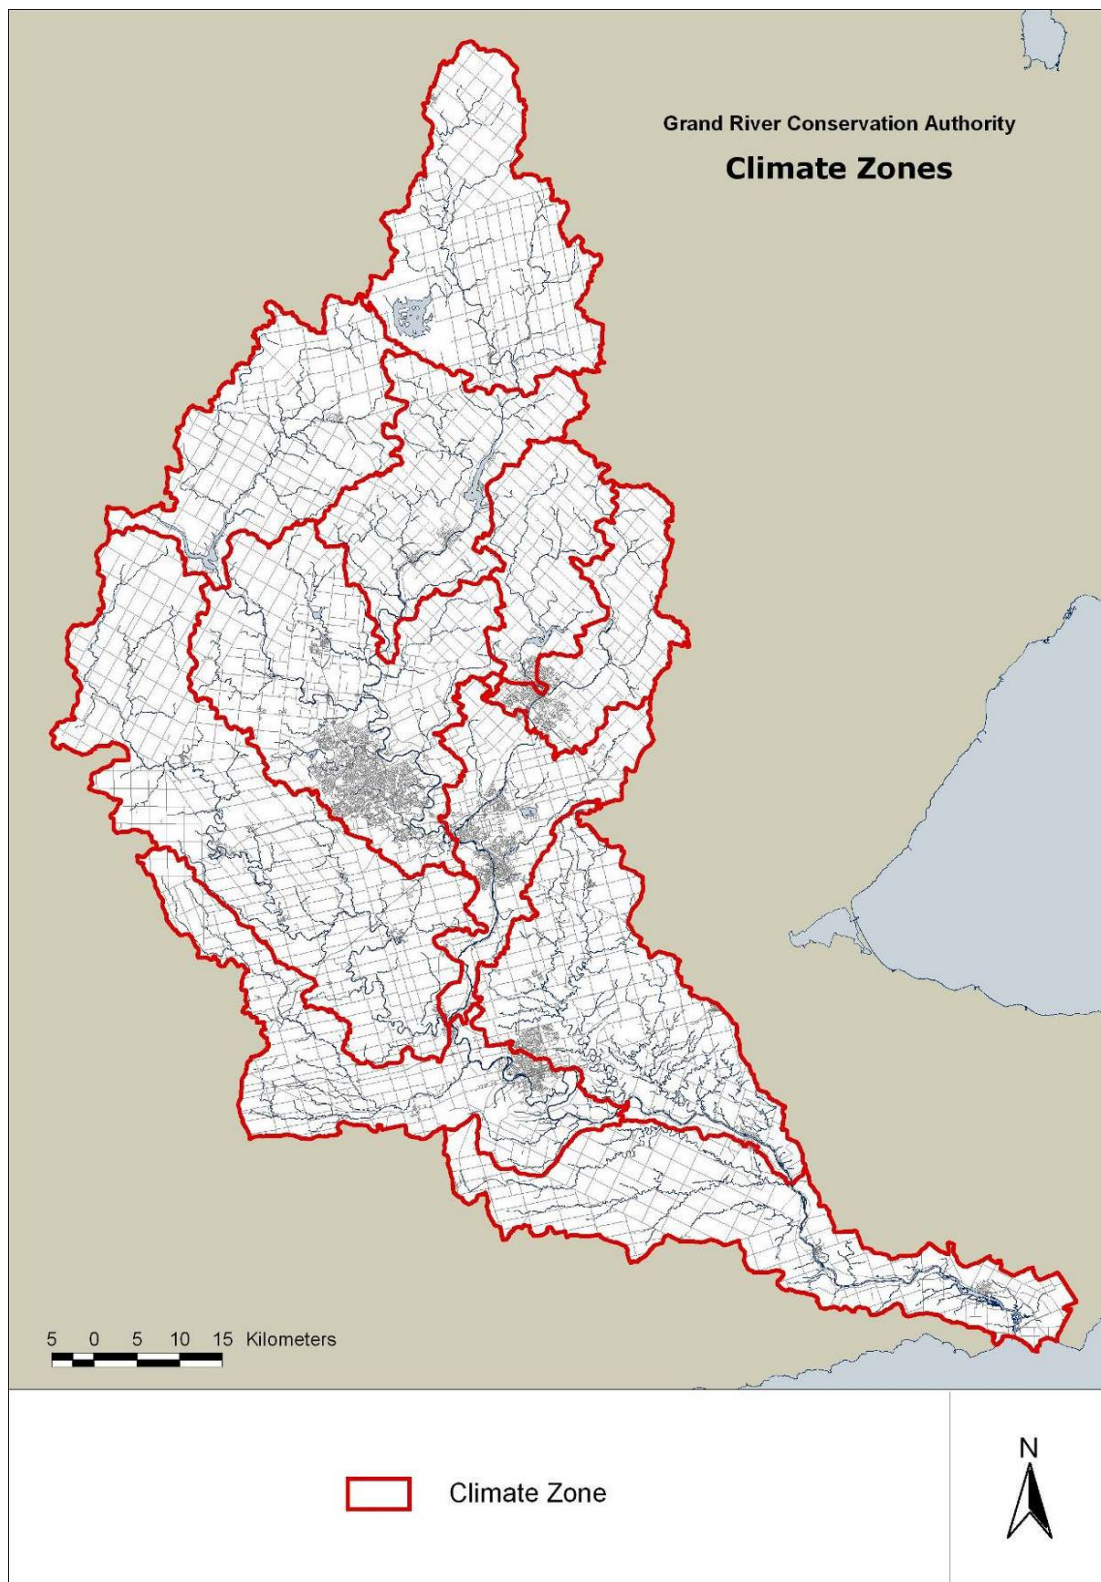 Grand River Conservation Authority
Climate Zones
5 0 5 10 15 Kilometers
Climate Zone
N